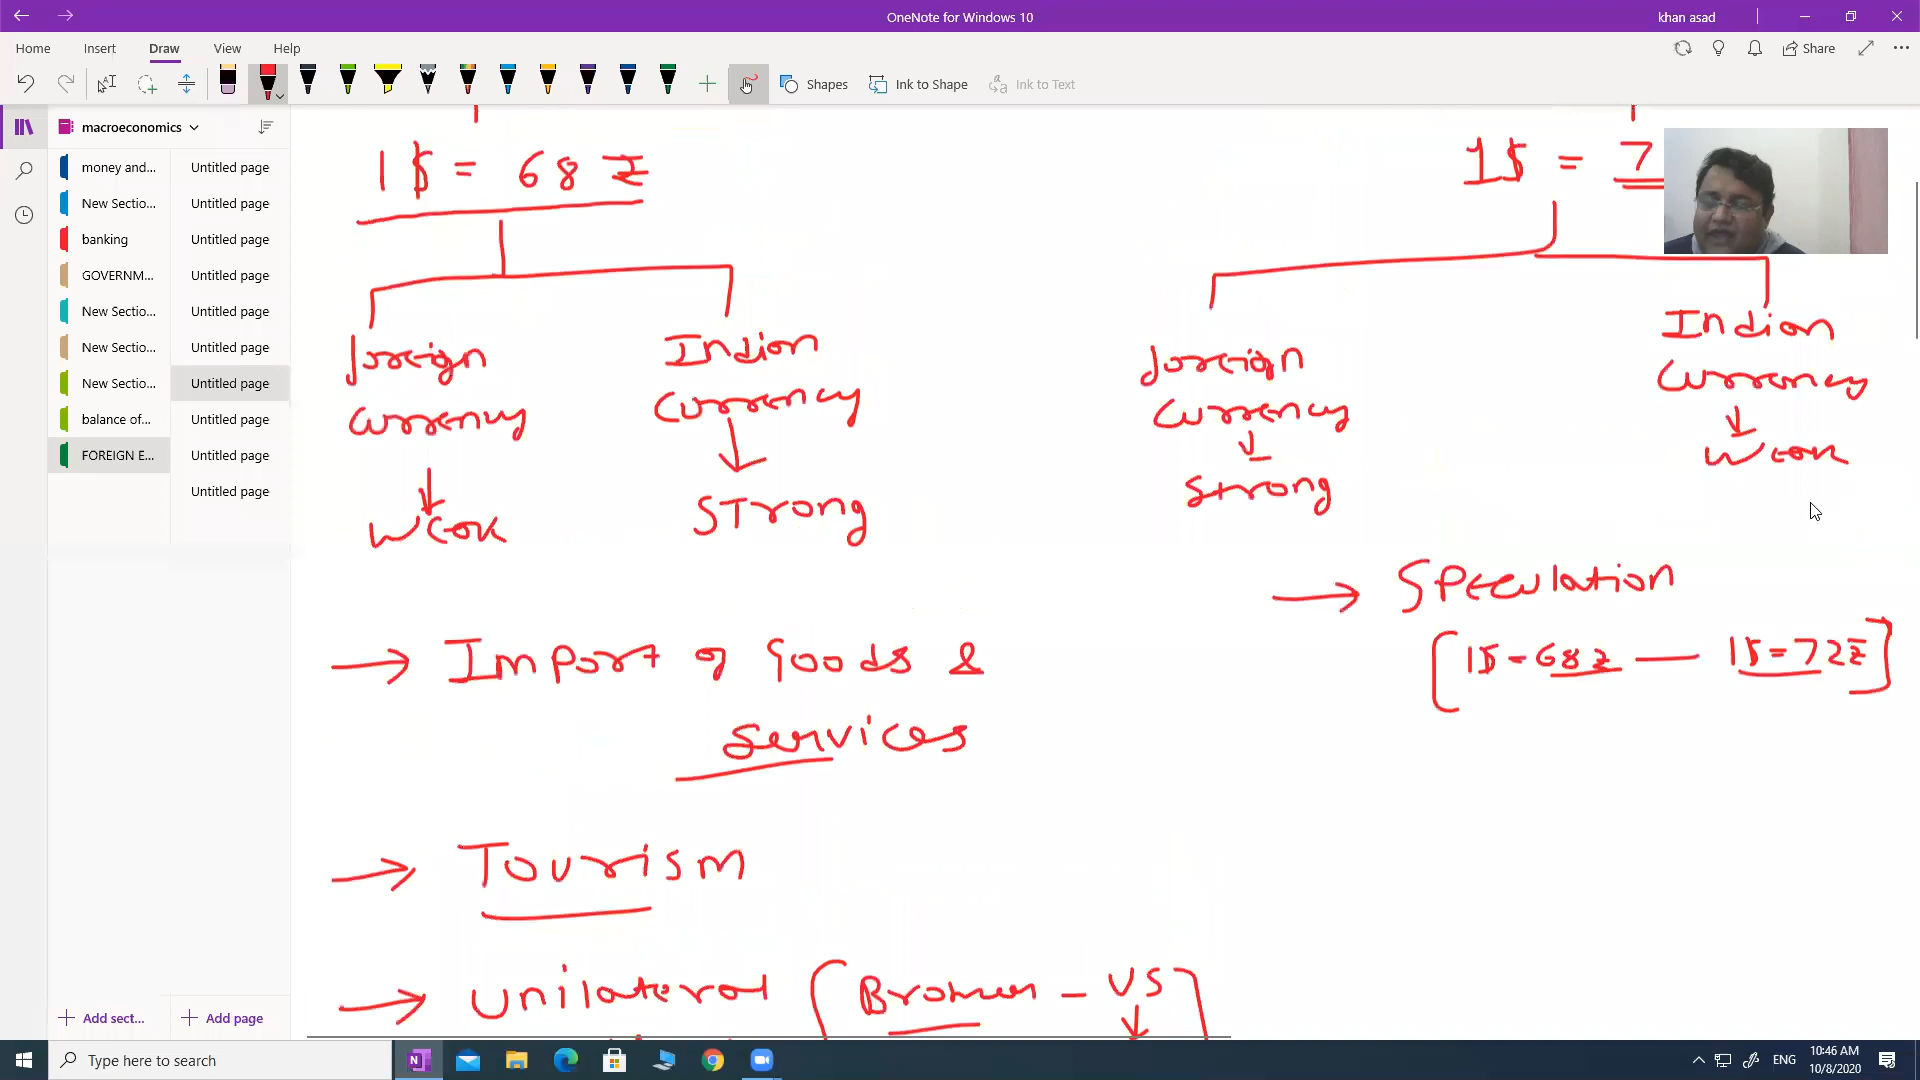 OneNote for Windows 10
khan asad
Home Insert Draw View Help
Share
Shapes Ink to Shape Ink to Text
macroeconomics
money and...
New Sectio...
banking
GOVERNM...
New Sectio...
New Sectio...
New Sectio...
balance of...
FOREIGN E...
Untitled page
Untitled page
Untitled page
Untitled page
Untitled page
Untitled page
Untitled page
Untitled page
Untitled page
Untitled page
Add sect...
Add page
1$ = 68 ₹
foreign
currency
↓
weak
Indian
currency
↓
STrong
1$ = 7
foreign
currency
↓
strong
Indian
currency
↓
weak
→ Import of Goods &
services
→ Tourism
→ Unilateral (Brother - US)
↓
→ Speculation
[1$ = 68₹ — 1$ = 72₹]
Type here to search
ENG
10:46 AM
10/8/2020